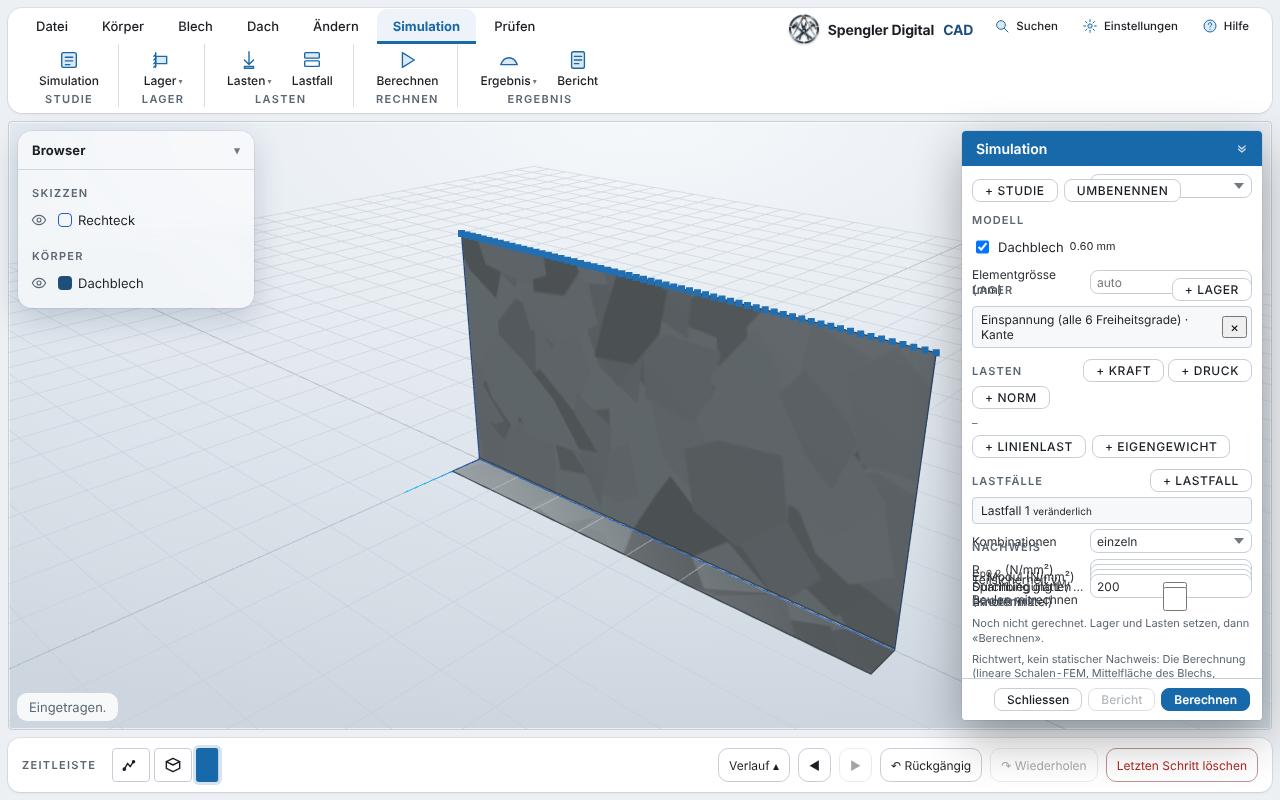 Datei Körper Blech Dach Ändern Simulation Prüfen
Spengler Digital CAD
Suchen Einstellungen Hilfe
Simulation Lager Lasten Lastfall Berechnen Ergebnis Bericht
STUDIE LAGER LASTEN RECHNEN ERGEBNIS
Browser
SKIZZEN
Rechteck
KÖRPER
Dachblech
Eingetragen.
Simulation
+ STUDIE UMBENENNEN
MODELL
Dachblech 0.60 mm
Elementgrösse
auto
LAGER + LAGER
Einspannung (alle 6 Freiheitsgrade) ·
Kante
×
LASTEN + KRAFT + DRUCK
+ NORM
–
+ LINIENLAST + EIGENGEWICHT
LASTFÄLLE + LASTFALL
Lastfall 1 veränderlich
Kombinationen einzeln
NACHWEIS
(N/mm²)
200
Noch nicht gerechnet. Lager und Lasten setzen, dann
«Berechnen».
Richtwert, kein statischer Nachweis: Die Berechnung
(lineare Schalen-FEM, Mittelfläche des Blechs,
Schliessen Bericht Berechnen
ZEITLEISTE
Verlauf ▴ ◀ ▶ ↶ Rückgängig ↷ Wiederholen Letzten Schritt löschen